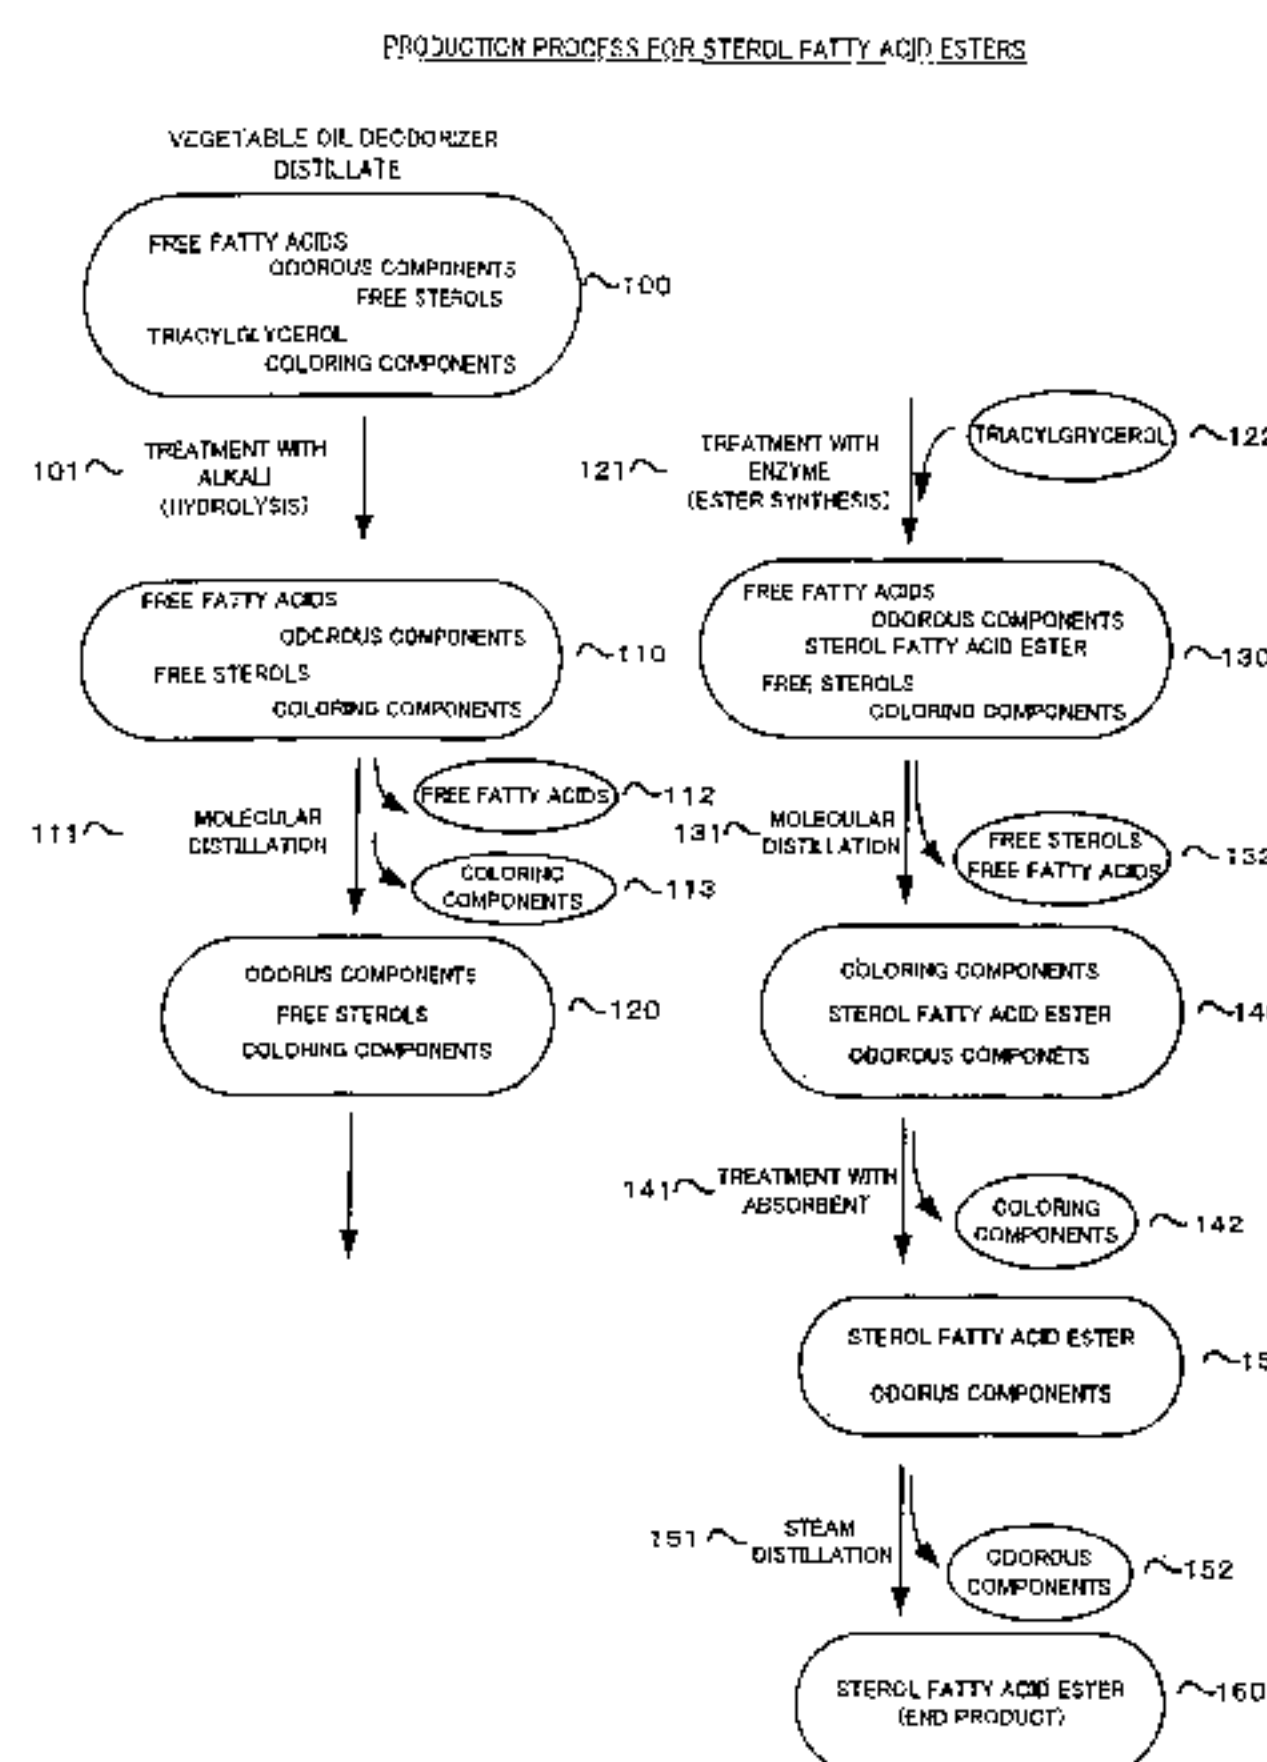 PRODUCTION PROCESS FOR STEROL FATTY ACID ESTERS
VEGETABLE OIL DEODORIZER
DISTILLATE
FREE FATTY ACIDS
ODOROUS COMPONENTS
FREE STEROLS
TRIACYLGLYCEROL
COLORING COMPONENTS
100
101
TREATMENT WITH
ALKALI
(HYDROLYSIS)
FREE FATTY ACIDS
ODOROUS COMPONENTS
FREE STEROLS
COLORING COMPONENTS
110
111
MOLECULAR
DISTILLATION
FREE FATTY ACIDS
112
COLORING
COMPONENTS
113
ODORUS COMPONENTS
FREE STEROLS
COLORING COMPONENTS
120
121
TREATMENT WITH
ENZYME
(ESTER SYNTHESIS)
TRIACYLGRYCEROL
122
FREE FATTY ACIDS
ODOROUS COMPONENTS
STEROL FATTY ACID ESTER
FREE STEROLS
COLORING COMPONENTS
130
131
MOLECULAR
DISTILLATION
FREE STEROLS
FREE FATTY ACIDS
132
COLORING COMPONENTS
STEROL FATTY ACID ESTER
ODOROUS COMPONETS
141
TREATMENT WITH
ABSORBENT
COLORING
COMPONENTS
142
STEROL FATTY ACID ESTER
ODORUS COMPONENTS
151
STEAM
DISTILLATION
ODOROUS
COMPONENTS
152
STEROL FATTY ACID ESTER
(END PRODUCT)
160